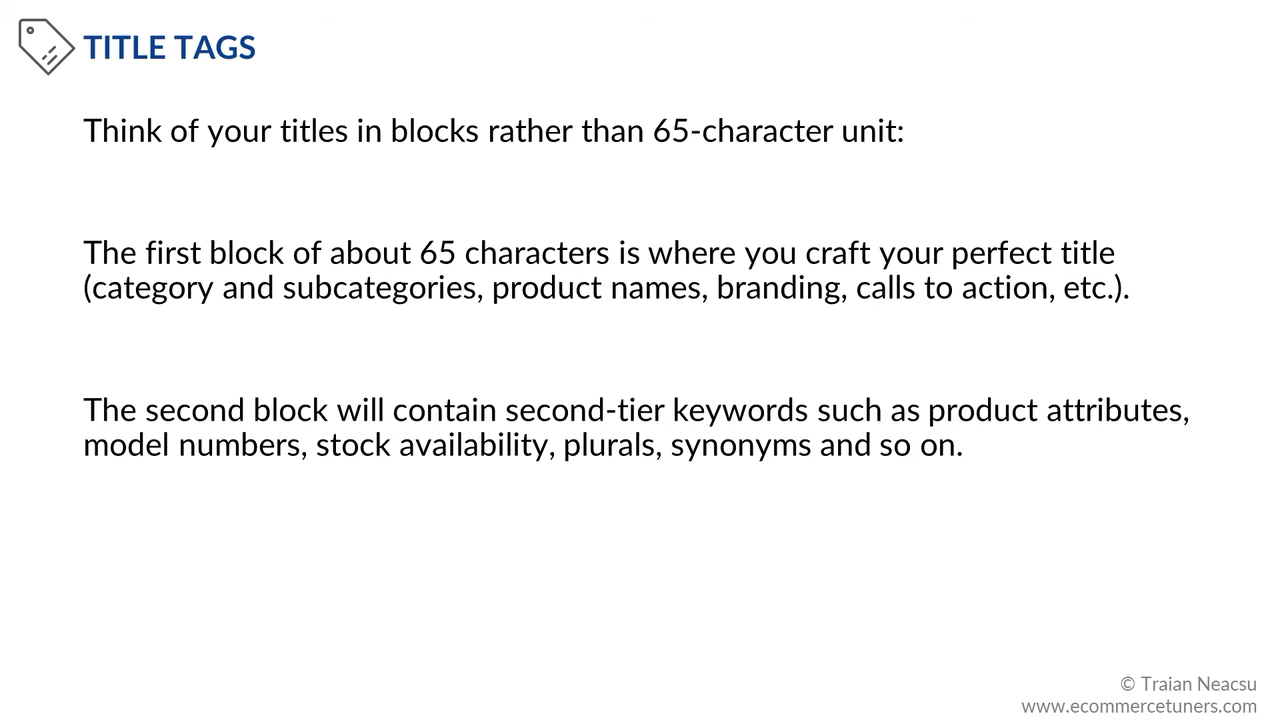 TITLE TAGS
Think of your titles in blocks rather than 65-character unit:
The first block of about 65 characters is where you craft your perfect title
(category and subcategories, product names, branding, calls to action, etc.).
The second block will contain second-tier keywords such as product attributes,
model numbers, stock availability, plurals, synonyms and so on.
© Traian Neacsu
www.ecommercetuners.com